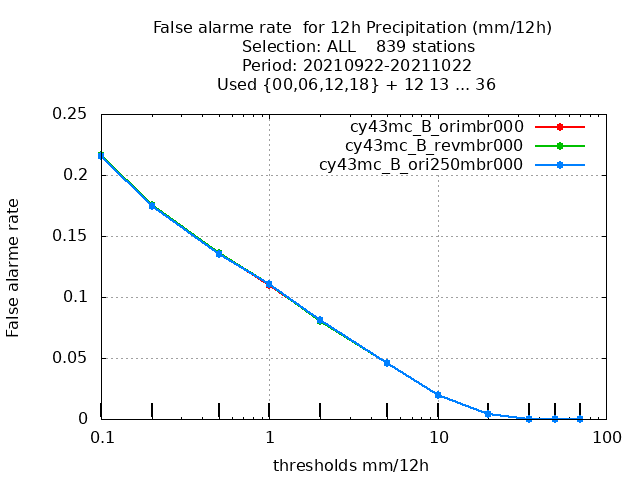 False alarme rate  for 12h Precipitation (mm/12h)
Selection: ALL    839 stations
Period: 20210922-20211022
Used {00,06,12,18} + 12 13 ... 36
cy43mc_B_orimbr000
cy43mc_B_revmbr000
cy43mc_B_ori250mbr000
0.25
0.2
0.15
0.1
0.05
0
False alarme rate
0.1 1 10 100
thresholds mm/12h